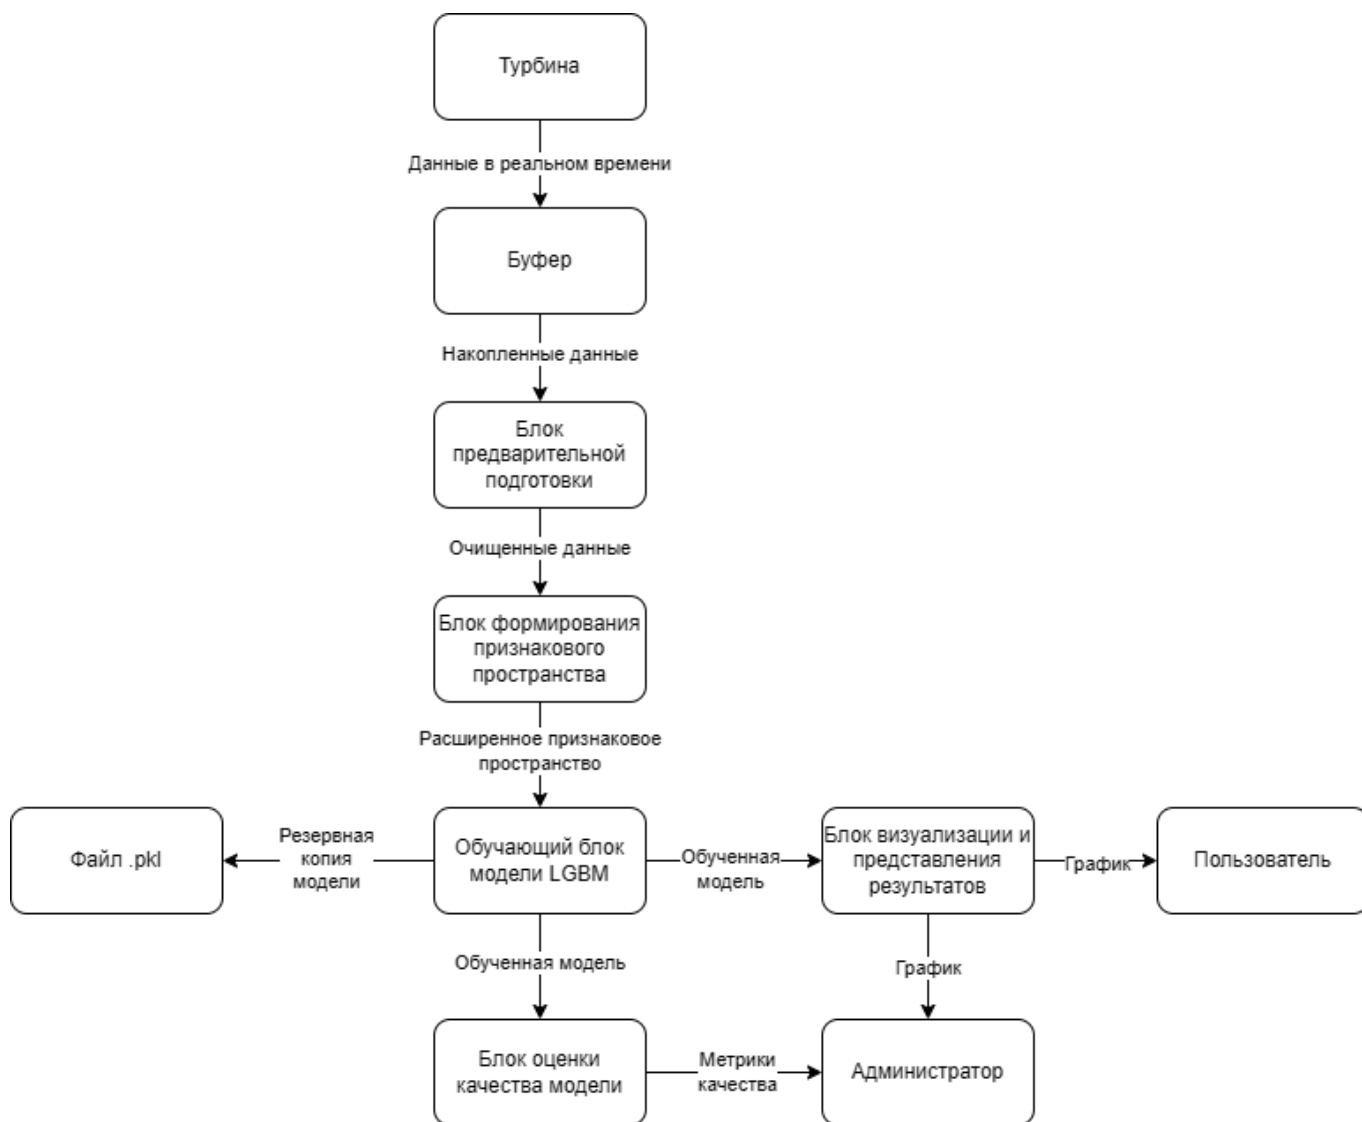 Турбина
Данные в реальном времени
Буфер
Накопленные данные
Блок
предварительной
подготовки
Очищенные данные
Блок формирования
признакового
пространства
Расширенное признаковое
пространство
Файл .pkl
Резервная
копия
модели
Обучающий блок
модели LGBM
Обученная
модель
Блок визуализации и
представления
результатов
График
Пользователь
Обученная модель
График
Блок оценки
качества модели
Метрики
качества
Администратор